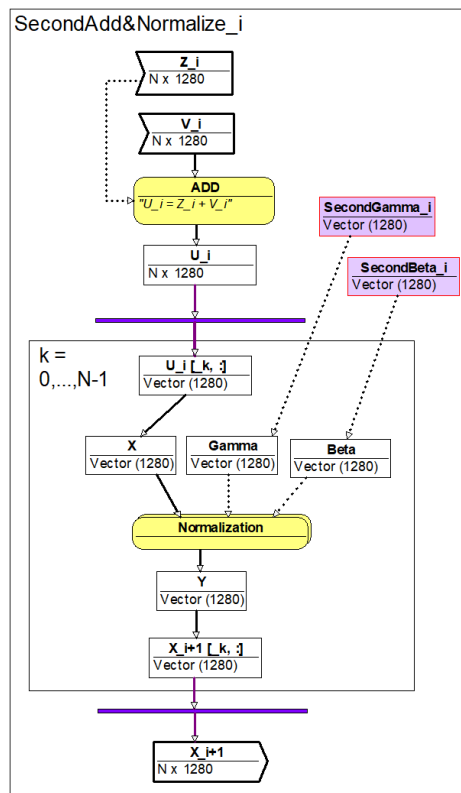 SecondAdd&Normalize_i
Z_i
N x 1280
V_i
N x 1280
ADD
"U_i = Z_i + V_i"
SecondGamma_i
Vector (1280)
U_i
N x 1280
SecondBeta_i
Vector (1280)
k =
0,...,N-1
U_i [_k, :]
Vector (1280)
X
Vector (1280)
Gamma
Vector (1280)
Beta
Vector (1280)
Normalization
Y
Vector (1280)
X_i+1 [_k, :]
Vector (1280)
X_i+1
N x 1280